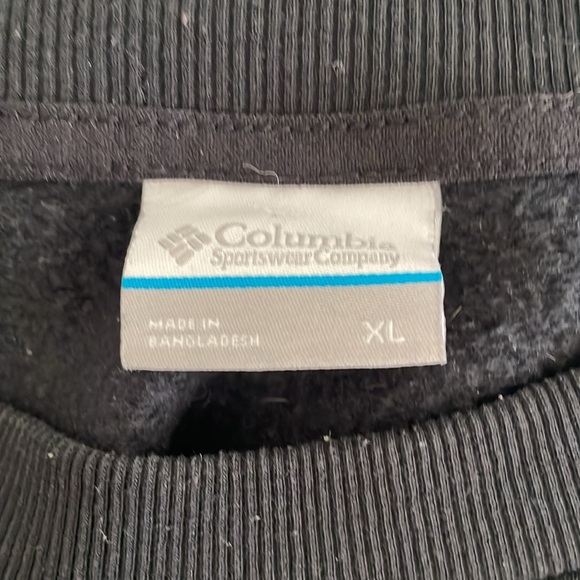 Columbia
Sportswear Company
MADE IN
BANGLADESH
XL